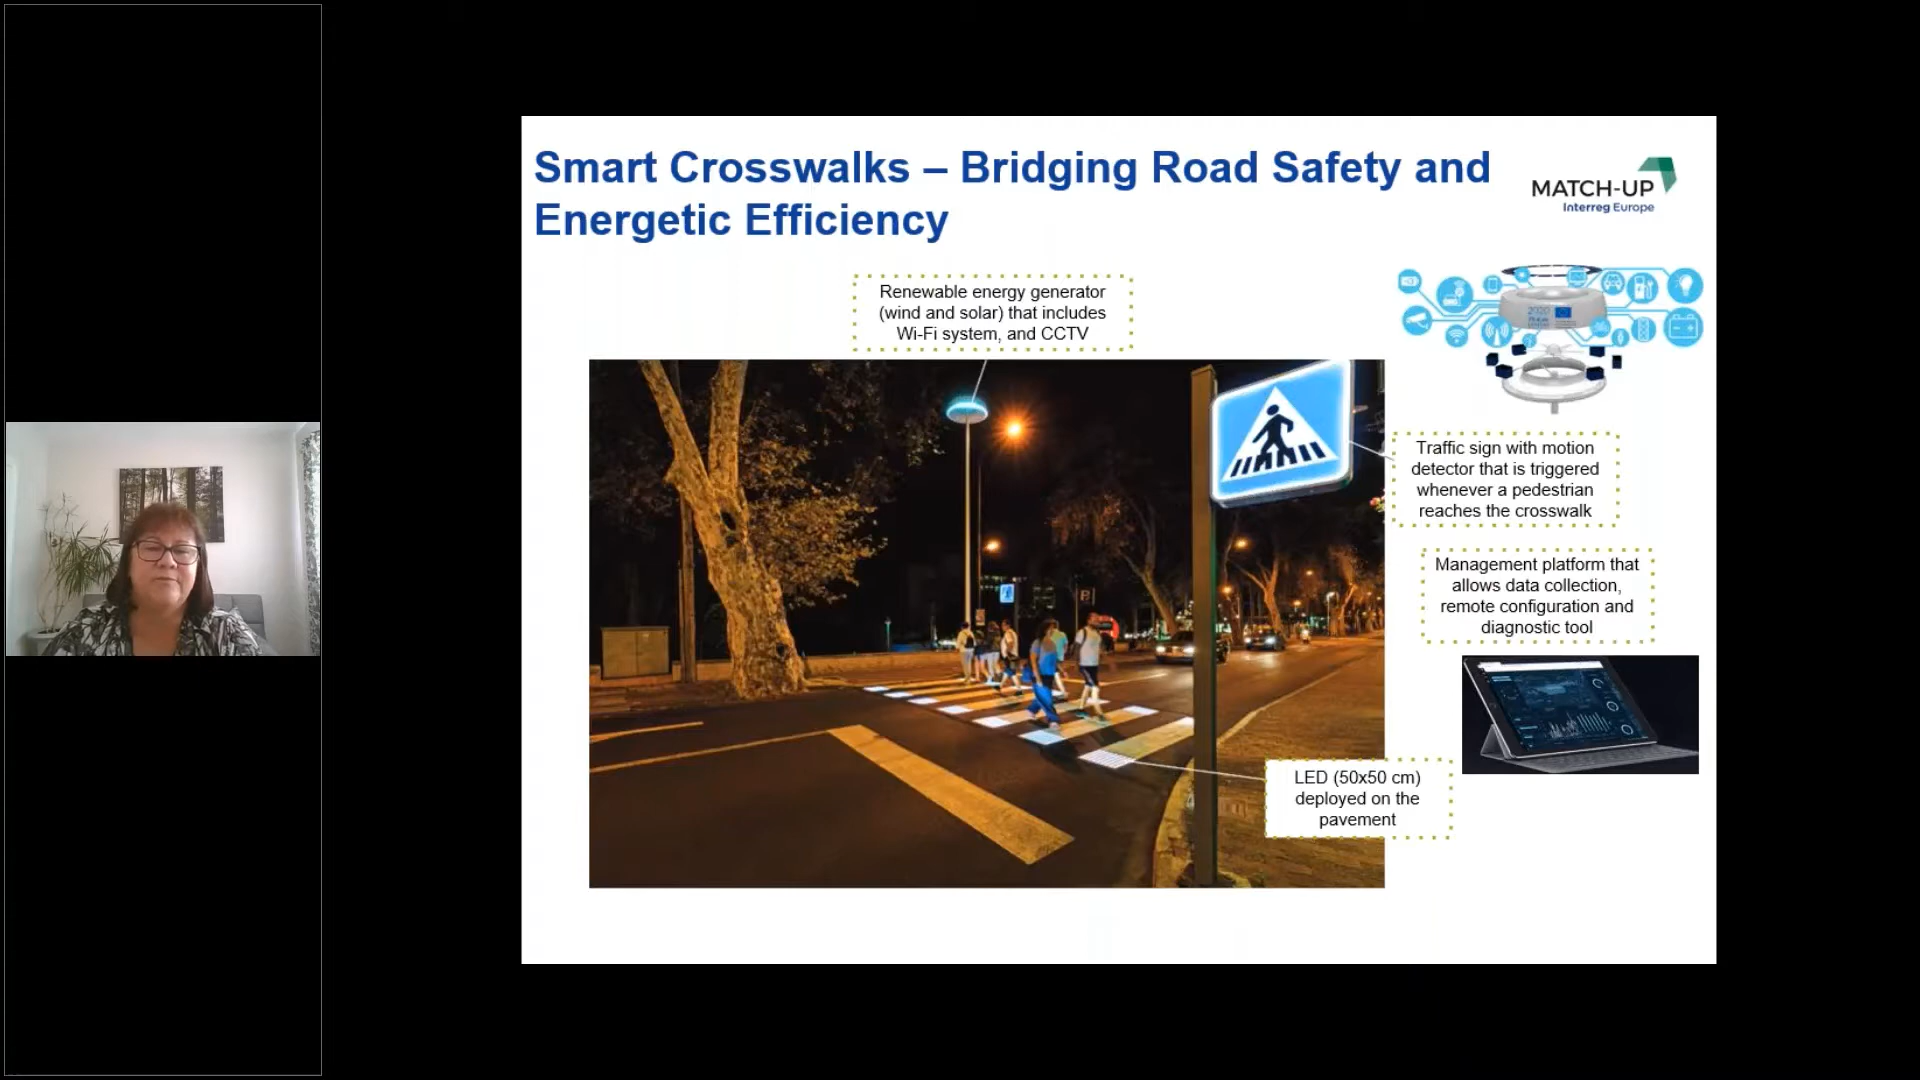 Smart Crosswalks – Bridging Road Safety and
Energetic Efficiency
MATCH-UP
Interreg Europe
Renewable energy generator
(wind and solar) that includes
Wi-Fi system, and CCTV
2020
Traffic sign with motion
detector that is triggered
whenever a pedestrian
reaches the crosswalk
Management platform that
allows data collection,
remote configuration and
diagnostic tool
LED (50x50 cm)
deployed on the
pavement